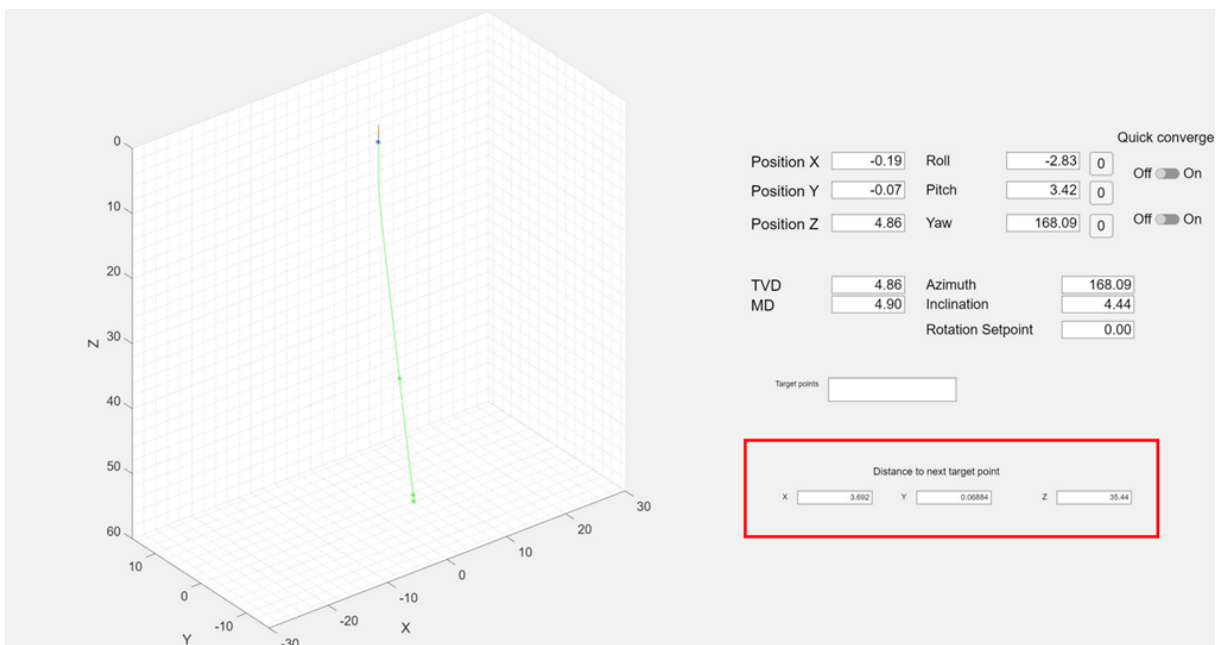 0
10
20
30
40
50
60
Z
10
0
-10
Y
-30
-20
-10
0
10
20
30
X
Quick converge
Position X -0.19 Roll -2.83 0 Off On
Position Y -0.07 Pitch 3.42 0
Position Z 4.86 Yaw 168.09 0 Off On
TVD 4.86 Azimuth 168.09
MD 4.90 Inclination 4.44
Rotation Setpoint 0.00
Target points
Distance to next target point
X 3.692 Y 0.06884 Z 35.44